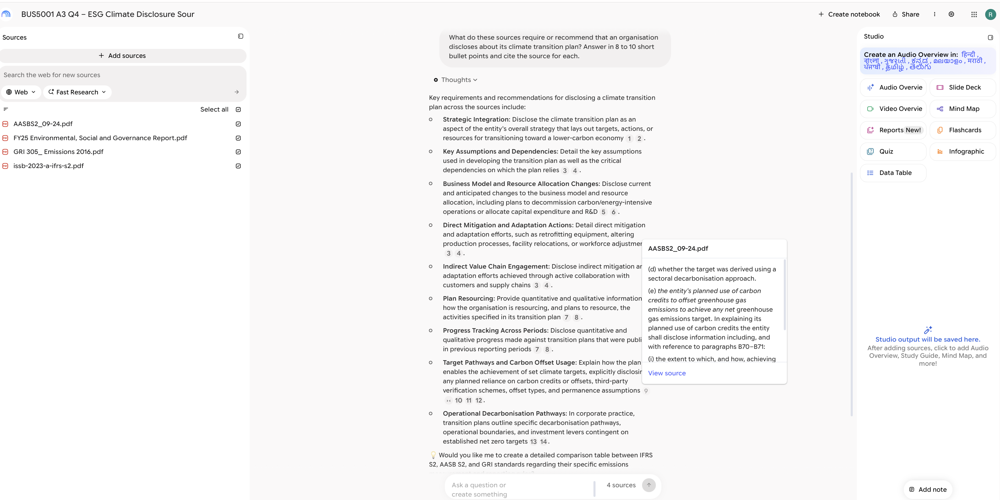 BUS5001 A3 Q4 – ESG Climate Disclosure Sour
Create notebook
Share
R
Sources
Add sources
Search the web for new sources
Web
Fast Research
Select all
AASBS2_09-24.pdf
FY25 Environmental, Social and Governance Report.pdf
GRI 305_ Emissions 2016.pdf
issb-2023-a-ifrs-s2.pdf
What do these sources require or recommend that an organisation
discloses about its climate transition plan? Answer in 8 to 10 short
bullet points and cite the source for each.
Thoughts
Key requirements and recommendations for disclosing a climate transition
plan across the sources include:
Strategic Integration: Disclose the climate transition plan as an
aspect of the entity's overall strategy that lays out targets, actions, or
resources for transitioning toward a lower-carbon economy 1 2 .
Key Assumptions and Dependencies: Detail the key assumptions
used in developing the transition plan as well as the critical
dependencies on which the plan relies 3 4 .
Business Model and Resource Allocation Changes: Disclose current
and anticipated changes to the business model and resource
allocation, including plans to decommission carbon/energy-intensive
operations or allocate capital expenditure and R&D 5 6 .
Direct Mitigation and Adaptation Actions: Detail direct mitigation
and adaptation efforts, such as retrofitting equipment, altering
production processes, facility relocations, or workforce adjustmer
3 4 .
Indirect Value Chain Engagement: Disclose indirect mitigation ar
adaptation efforts achieved through active collaboration with
customers and supply chains 3 4 .
Plan Resourcing: Provide quantitative and qualitative information
how the organisation is resourcing, and plans to resource, the
activities specified in its transition plan 7 8 .
Progress Tracking Across Periods: Disclose quantitative and
qualitative progress made against transition plans that were publi
in previous reporting periods 7 8 .
Target Pathways and Carbon Offset Usage: Explain how the plan
enables the achievement of set climate targets, explicitly disclosir
any planned reliance on carbon credits or offsets, third-party
verification schemes, offset types, and permanence assumptions 9
10 11 12 .
Operational Decarbonisation Pathways: In corporate practice,
transition plans outline specific decarbonisation pathways,
operational boundaries, and investment levers contingent on
established net zero targets 13 14 .
Would you like me to create a detailed comparison table between IFRS
S2, AASB S2, and GRI standards regarding their specific emissions
Ask a question or
create something
4 sources
AASBS2_09-24.pdf
(d) whether the target was derived using a
sectoral decarbonisation approach.
(e) the entity’s planned use of carbon
credits to offset greenhouse gas
emissions to achieve any net greenhouse
gas emissions target. In explaining its
planned use of carbon credits the entity
shall disclose information including, and
with reference to paragraphs B70–B71:
(i) the extent to which, and how, achieving
View source
Studio
Create an Audio Overview in: हिन्दी ,
বাংলা , ગુજરાતી , ಕನ್ನಡ , മലയാളം , मराठी ,
ਪੰਜਾਬੀ , தமிழ் , తెలుగు
Audio Overvie
Slide Deck
Video Overvie
Mind Map
Reports New!
Flashcards
Quiz
Infographic
Data Table
Studio output will be saved here.
After adding sources, click to add Audio
Overview, Study Guide, Mind Map, and
more!
Add note